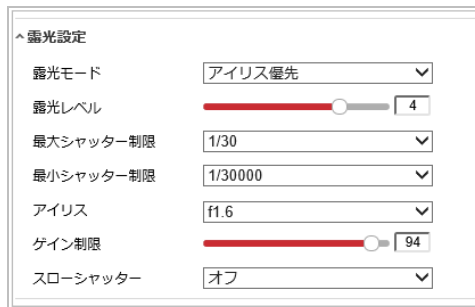 露光設定
露光モード アイリス優先
露光レベル 4
最大シャッター制限 1/30
最小シャッター制限 1/30000
アイリス f1.6
ゲイン制限 94
スローシャッター オフ